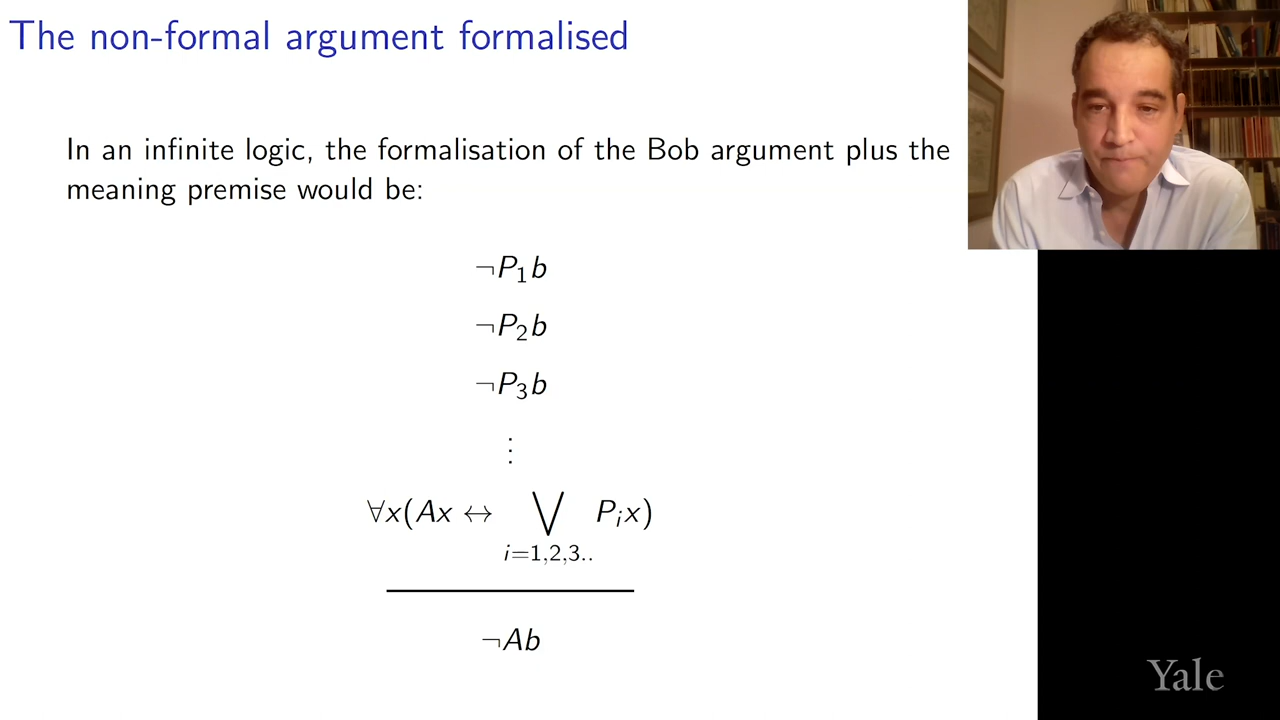 The non-formal argument formalised
In an infinite logic, the formalisation of the Bob argument plus the
meaning premise would be:
¬P₁b
¬P₂b
¬P₃b
⋮
∀x(Ax ↔ ⋁ Pᵢx)
i=1,2,3..
¬Ab
Yale